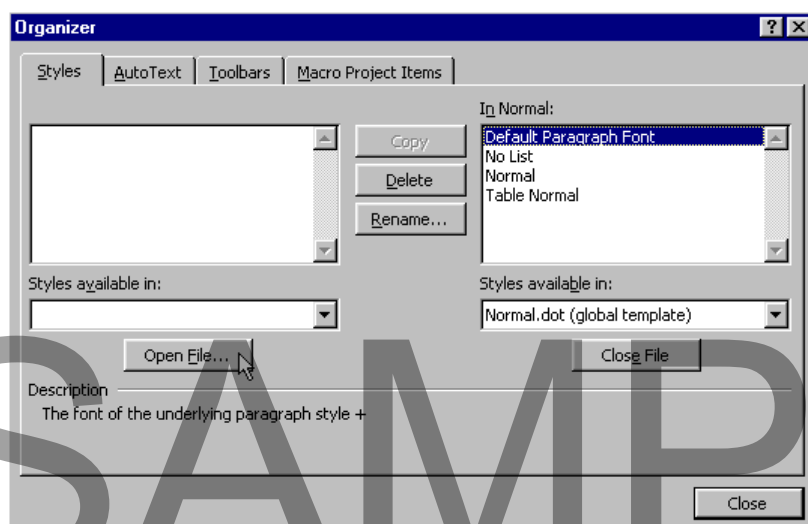 Organizer
Styles AutoText Toolbars Macro Project Items
In Normal:
Default Paragraph Font
No List
Normal
Table Normal
Copy
Delete
Rename...
Styles available in:
Styles available in:
Normal.dot (global template)
Open File...
Close File
Description
The font of the underlying paragraph style +
Close
SAMP